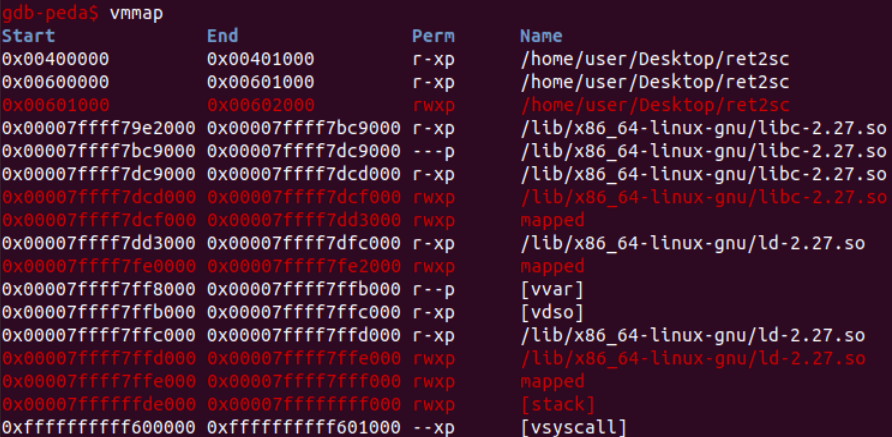 gdb-peda$ vmmap
Start End Perm Name
0x00400000 0x00401000 r-xp /home/user/Desktop/ret2sc
0x00600000 0x00601000 r-xp /home/user/Desktop/ret2sc
0x00601000 0x00602000 rwxp /home/user/Desktop/ret2sc
0x00007ffff79e2000 0x00007ffff7bc9000 r-xp /lib/x86_64-linux-gnu/libc-2.27.so
0x00007ffff7bc9000 0x00007ffff7dc9000 ---p /lib/x86_64-linux-gnu/libc-2.27.so
0x00007ffff7dc9000 0x00007ffff7dcd000 r-xp /lib/x86_64-linux-gnu/libc-2.27.so
0x00007ffff7dcd000 0x00007ffff7dcf000 rwxp /lib/x86_64-linux-gnu/libc-2.27.so
0x00007ffff7dcf000 0x00007ffff7dd3000 rwxp mapped
0x00007ffff7dd3000 0x00007ffff7dfc000 r-xp /lib/x86_64-linux-gnu/ld-2.27.so
0x00007ffff7fe0000 0x00007ffff7fe2000 rwxp mapped
0x00007ffff7ff8000 0x00007ffff7ffb000 r--p [vvar]
0x00007ffff7ffb000 0x00007ffff7ffc000 r-xp [vdso]
0x00007ffff7ffc000 0x00007ffff7ffd000 r-xp /lib/x86_64-linux-gnu/ld-2.27.so
0x00007ffff7ffd000 0x00007ffff7ffe000 rwxp /lib/x86_64-linux-gnu/ld-2.27.so
0x00007ffff7ffe000 0x00007ffff7fff000 rwxp mapped
0x00007ffffffde000 0x00007ffffffff000 rwxp [stack]
0xffffffffff600000 0xffffffffff601000 --xp [vsyscall]